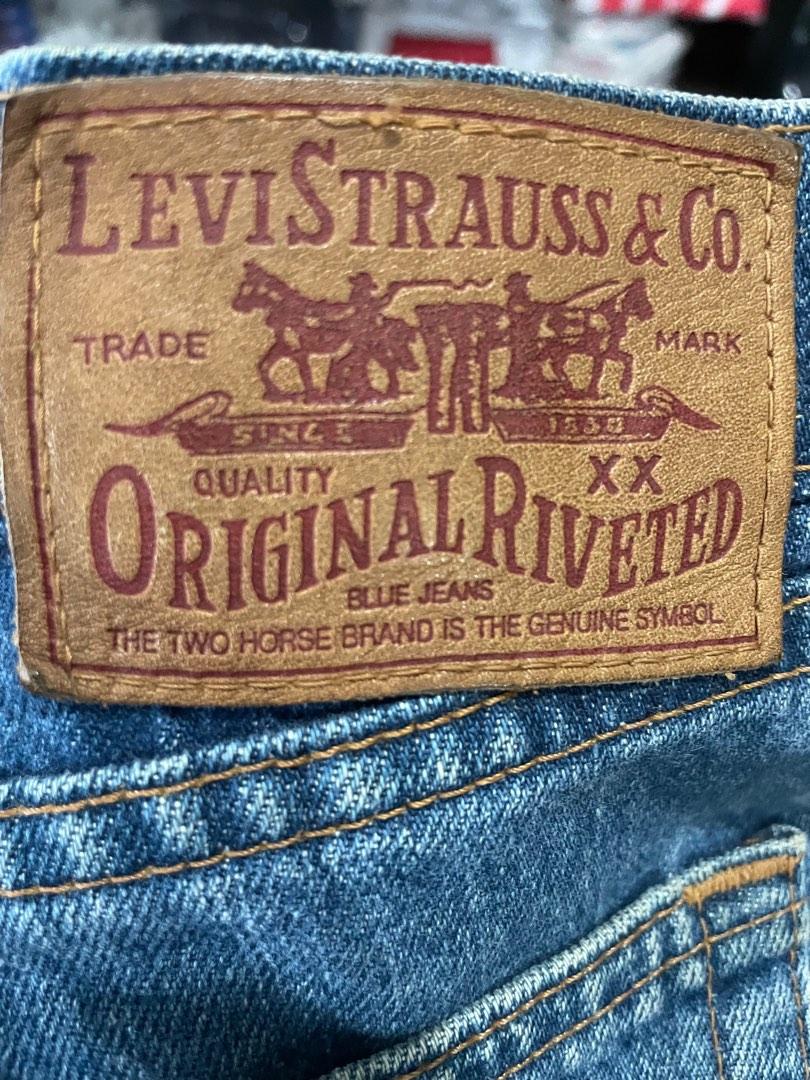 LEVI STRAUSS & CO.
TRADE MARK
SINCE
QUALITY XX
ORIGINAL RIVETED
BLUE JEANS
THE TWO HORSE BRAND IS THE GENUINE SYMBOL